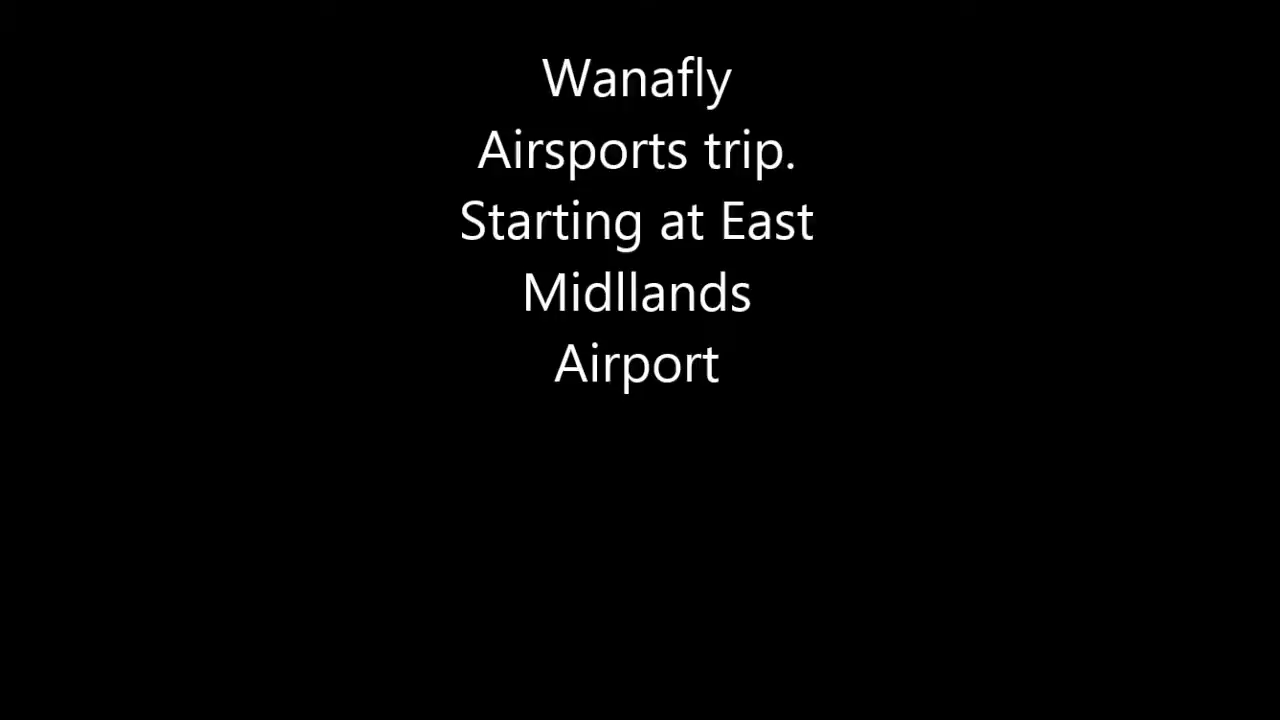 Wanafly
Airsports trip.
Starting at East
Midllands
Airport